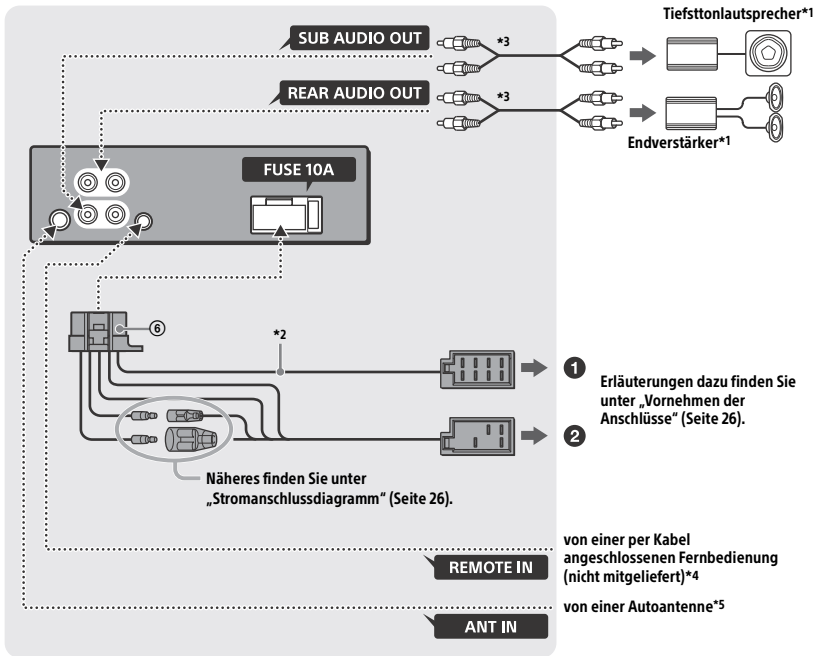 Tiefsttonlautsprecher*1
SUB AUDIO OUT
*3
REAR AUDIO OUT
*3
Endverstärker*1
FUSE 10A
⑥
*2
❶
Erläuterungen dazu finden Sie
unter „Vornehmen der
Anschlüsse“ (Seite 26).
❷
Näheres finden Sie unter
„Stromanschlussdiagramm“ (Seite 26).
von einer per Kabel
angeschlossenen Fernbedienung
(nicht mitgeliefert)*4
REMOTE IN
von einer Autoantenne*5
ANT IN